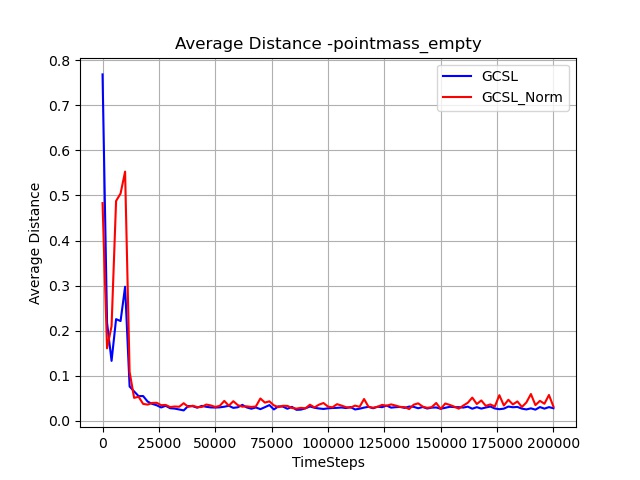 Average Distance -pointmass_empty
GCSL
GCSL_Norm
0.8
0.7
0.6
0.5
0.4
0.3
0.2
0.1
0.0
Average Distance
0 25000 50000 75000 100000 125000 150000 175000 200000
TimeSteps